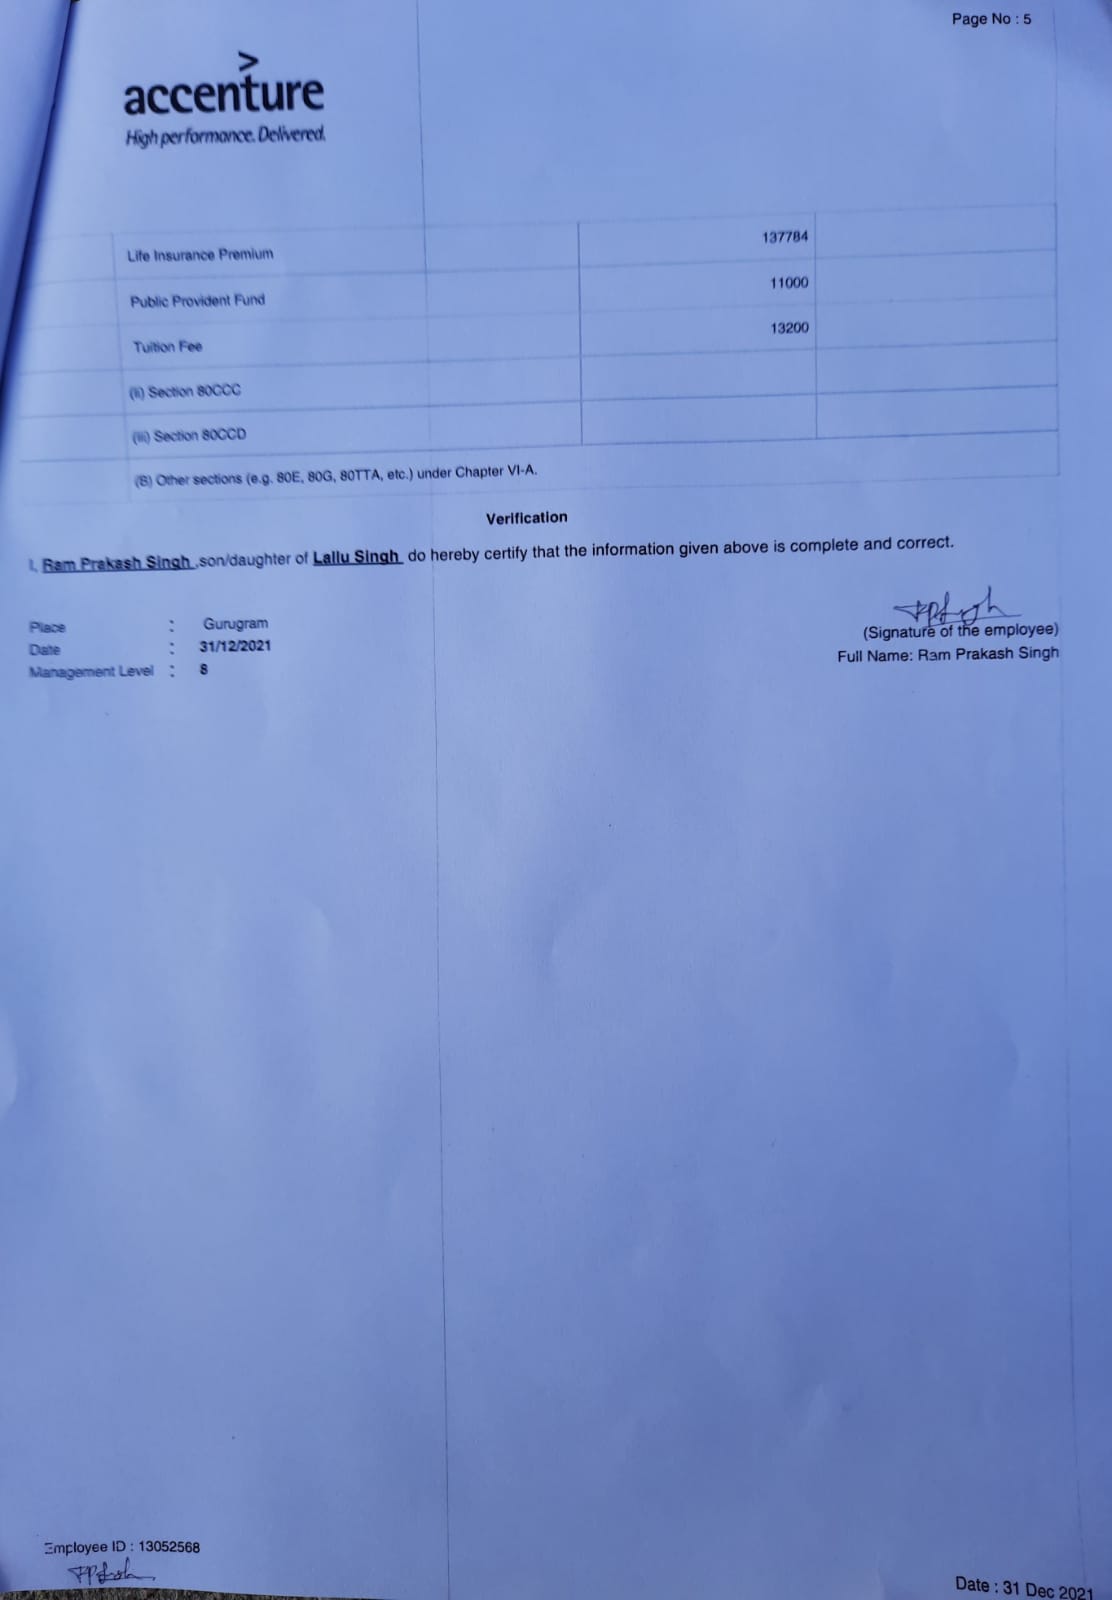 Page No : 5
>
accenture
High performance. Delivered.
Life Insurance Premium 137784
Public Provident Fund 11000
Tuition Fee 13200
(ii) Section 80CCC
(iii) Section 80CCD
(B) Other sections (e.g. 80E, 80G, 80TTA, etc.) under Chapter VI-A.
Verification
I, Ram Prakash Singh ,son/daughter of Lallu Singh do hereby certify that the information given above is complete and correct.
(Signature of the employee)
Full Name: Ram Prakash Singh
Place : Gurugram
Date : 31/12/2021
Management Level : 8
Employee ID : 13052568
Date : 31 Dec 2021